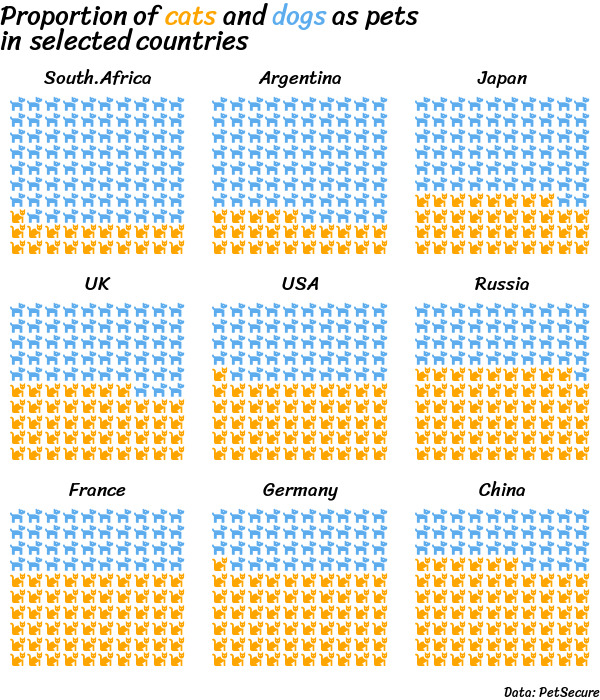 Proportion of cats and dogs as pets
in selected countries
South.Africa
Argentina
Japan
UK
USA
Russia
France
Germany
China
Data: PetSecure